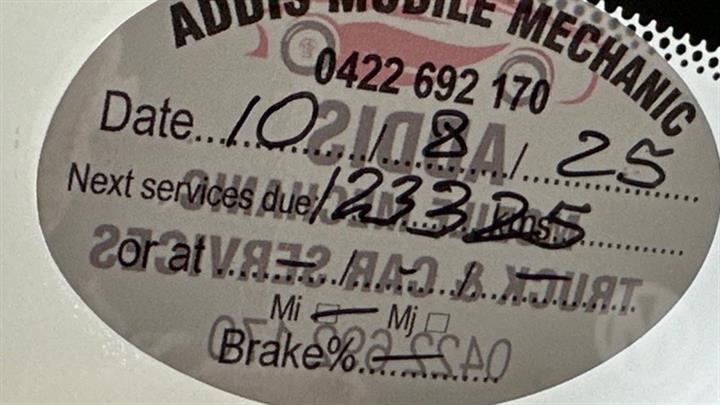 ADDIS MOBILE MECHANIC
0422 692 170
Date...10.../...8.../...25
Next services due 123325 kms
or at ... – .../... – .../... – ...
Mi □ Mj □
Brake%...